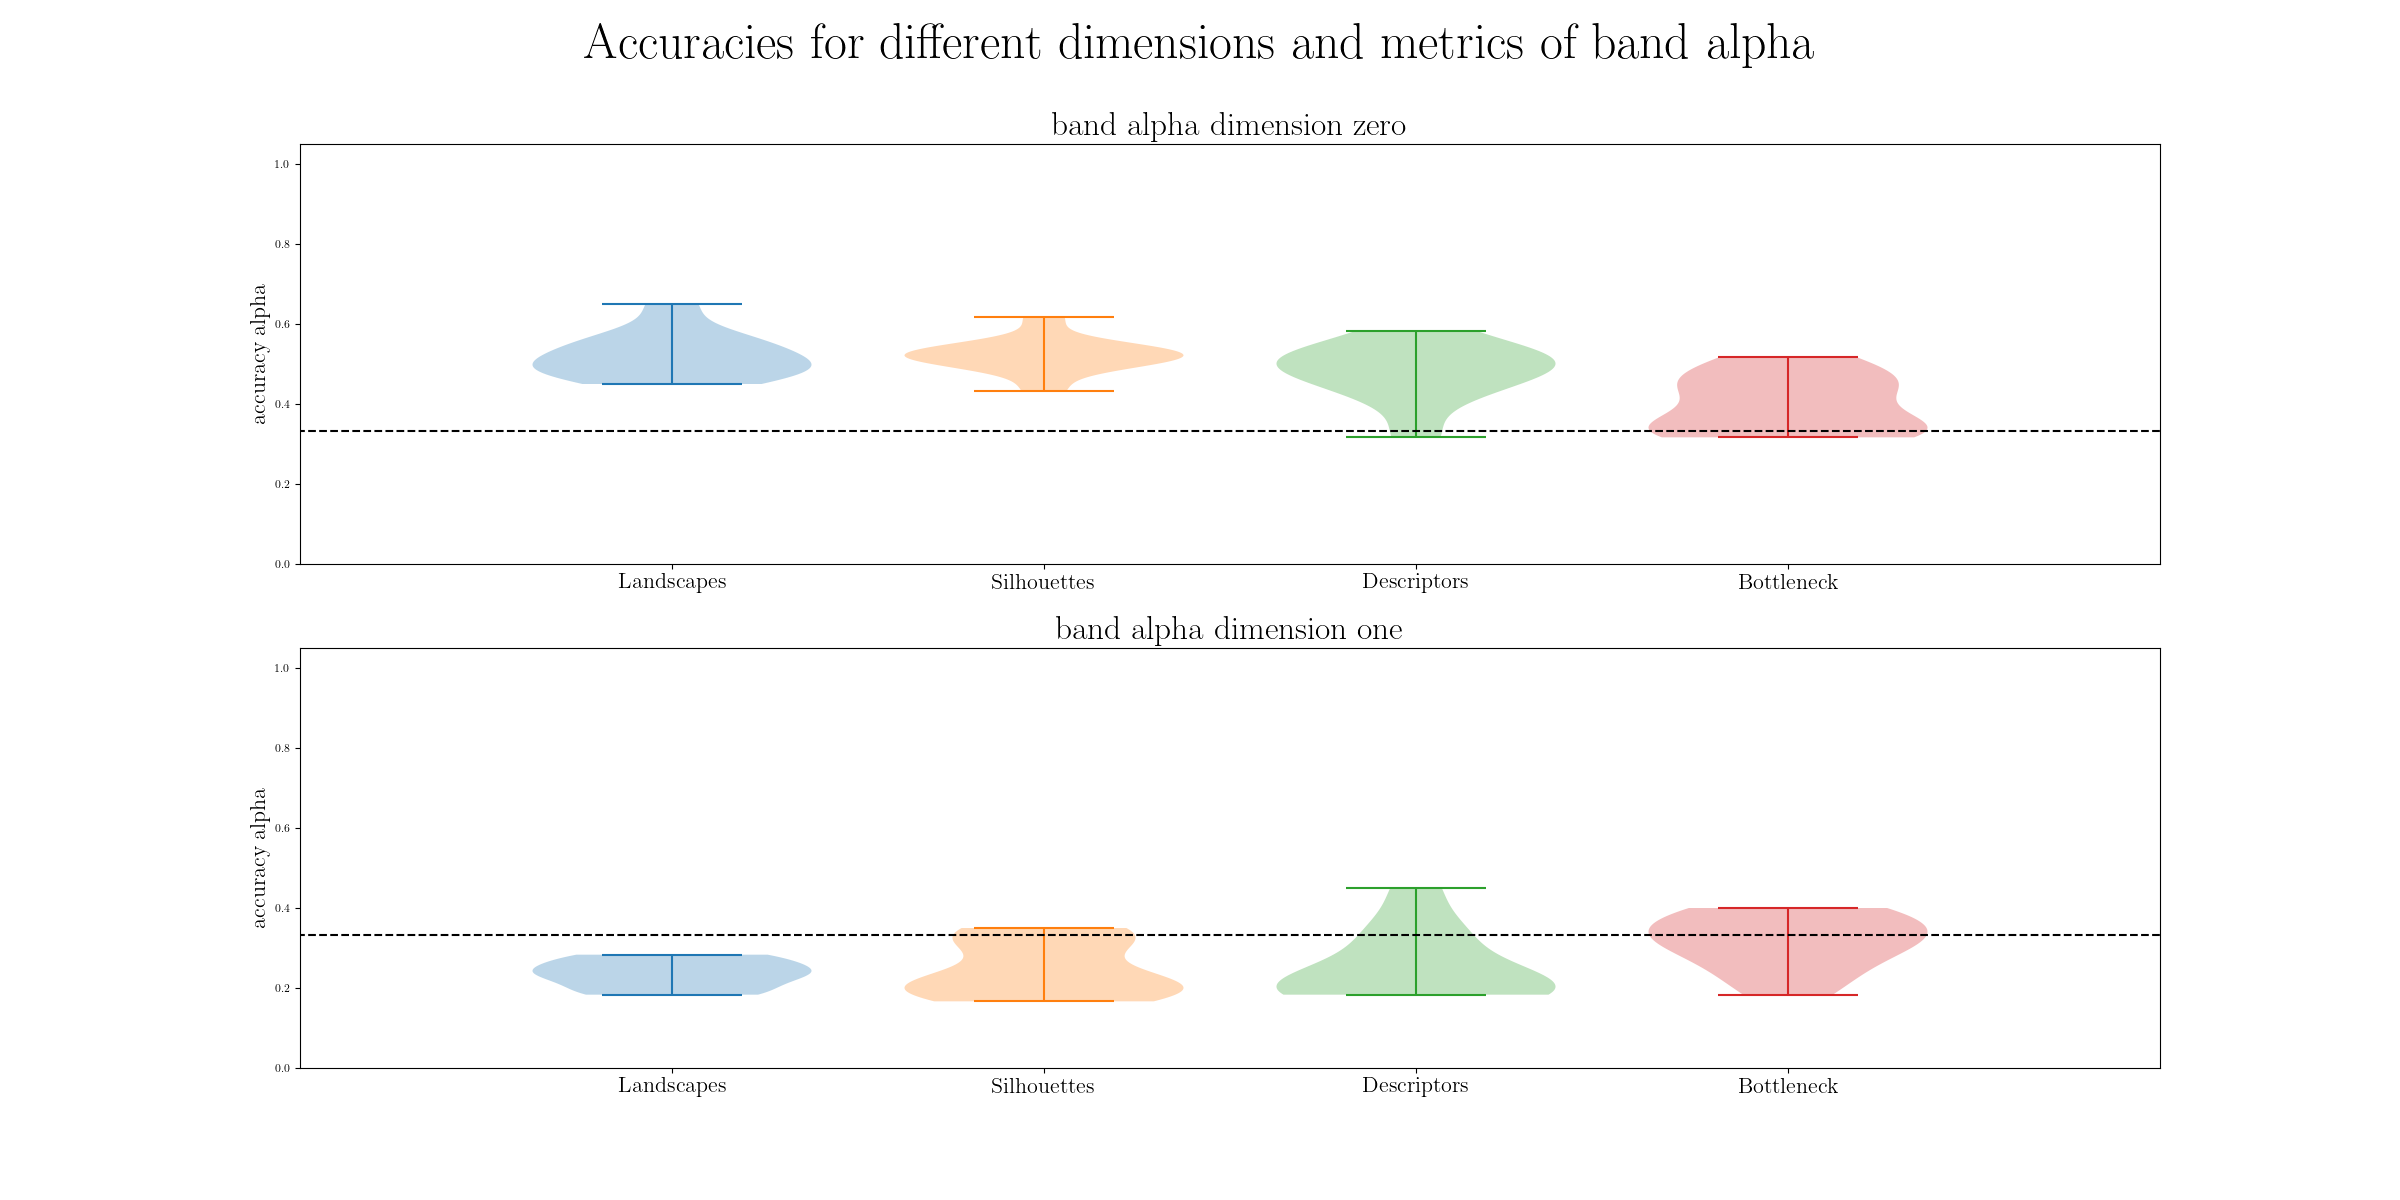 Accuracies for different dimensions and metrics of band alpha
band alpha dimension zero
accuracy alpha
1.0
0.8
0.6
0.4
0.2
0.0
Landscapes Silhouettes Descriptors Bottleneck
band alpha dimension one
accuracy alpha
1.0
0.8
0.6
0.4
0.2
0.0
Landscapes Silhouettes Descriptors Bottleneck